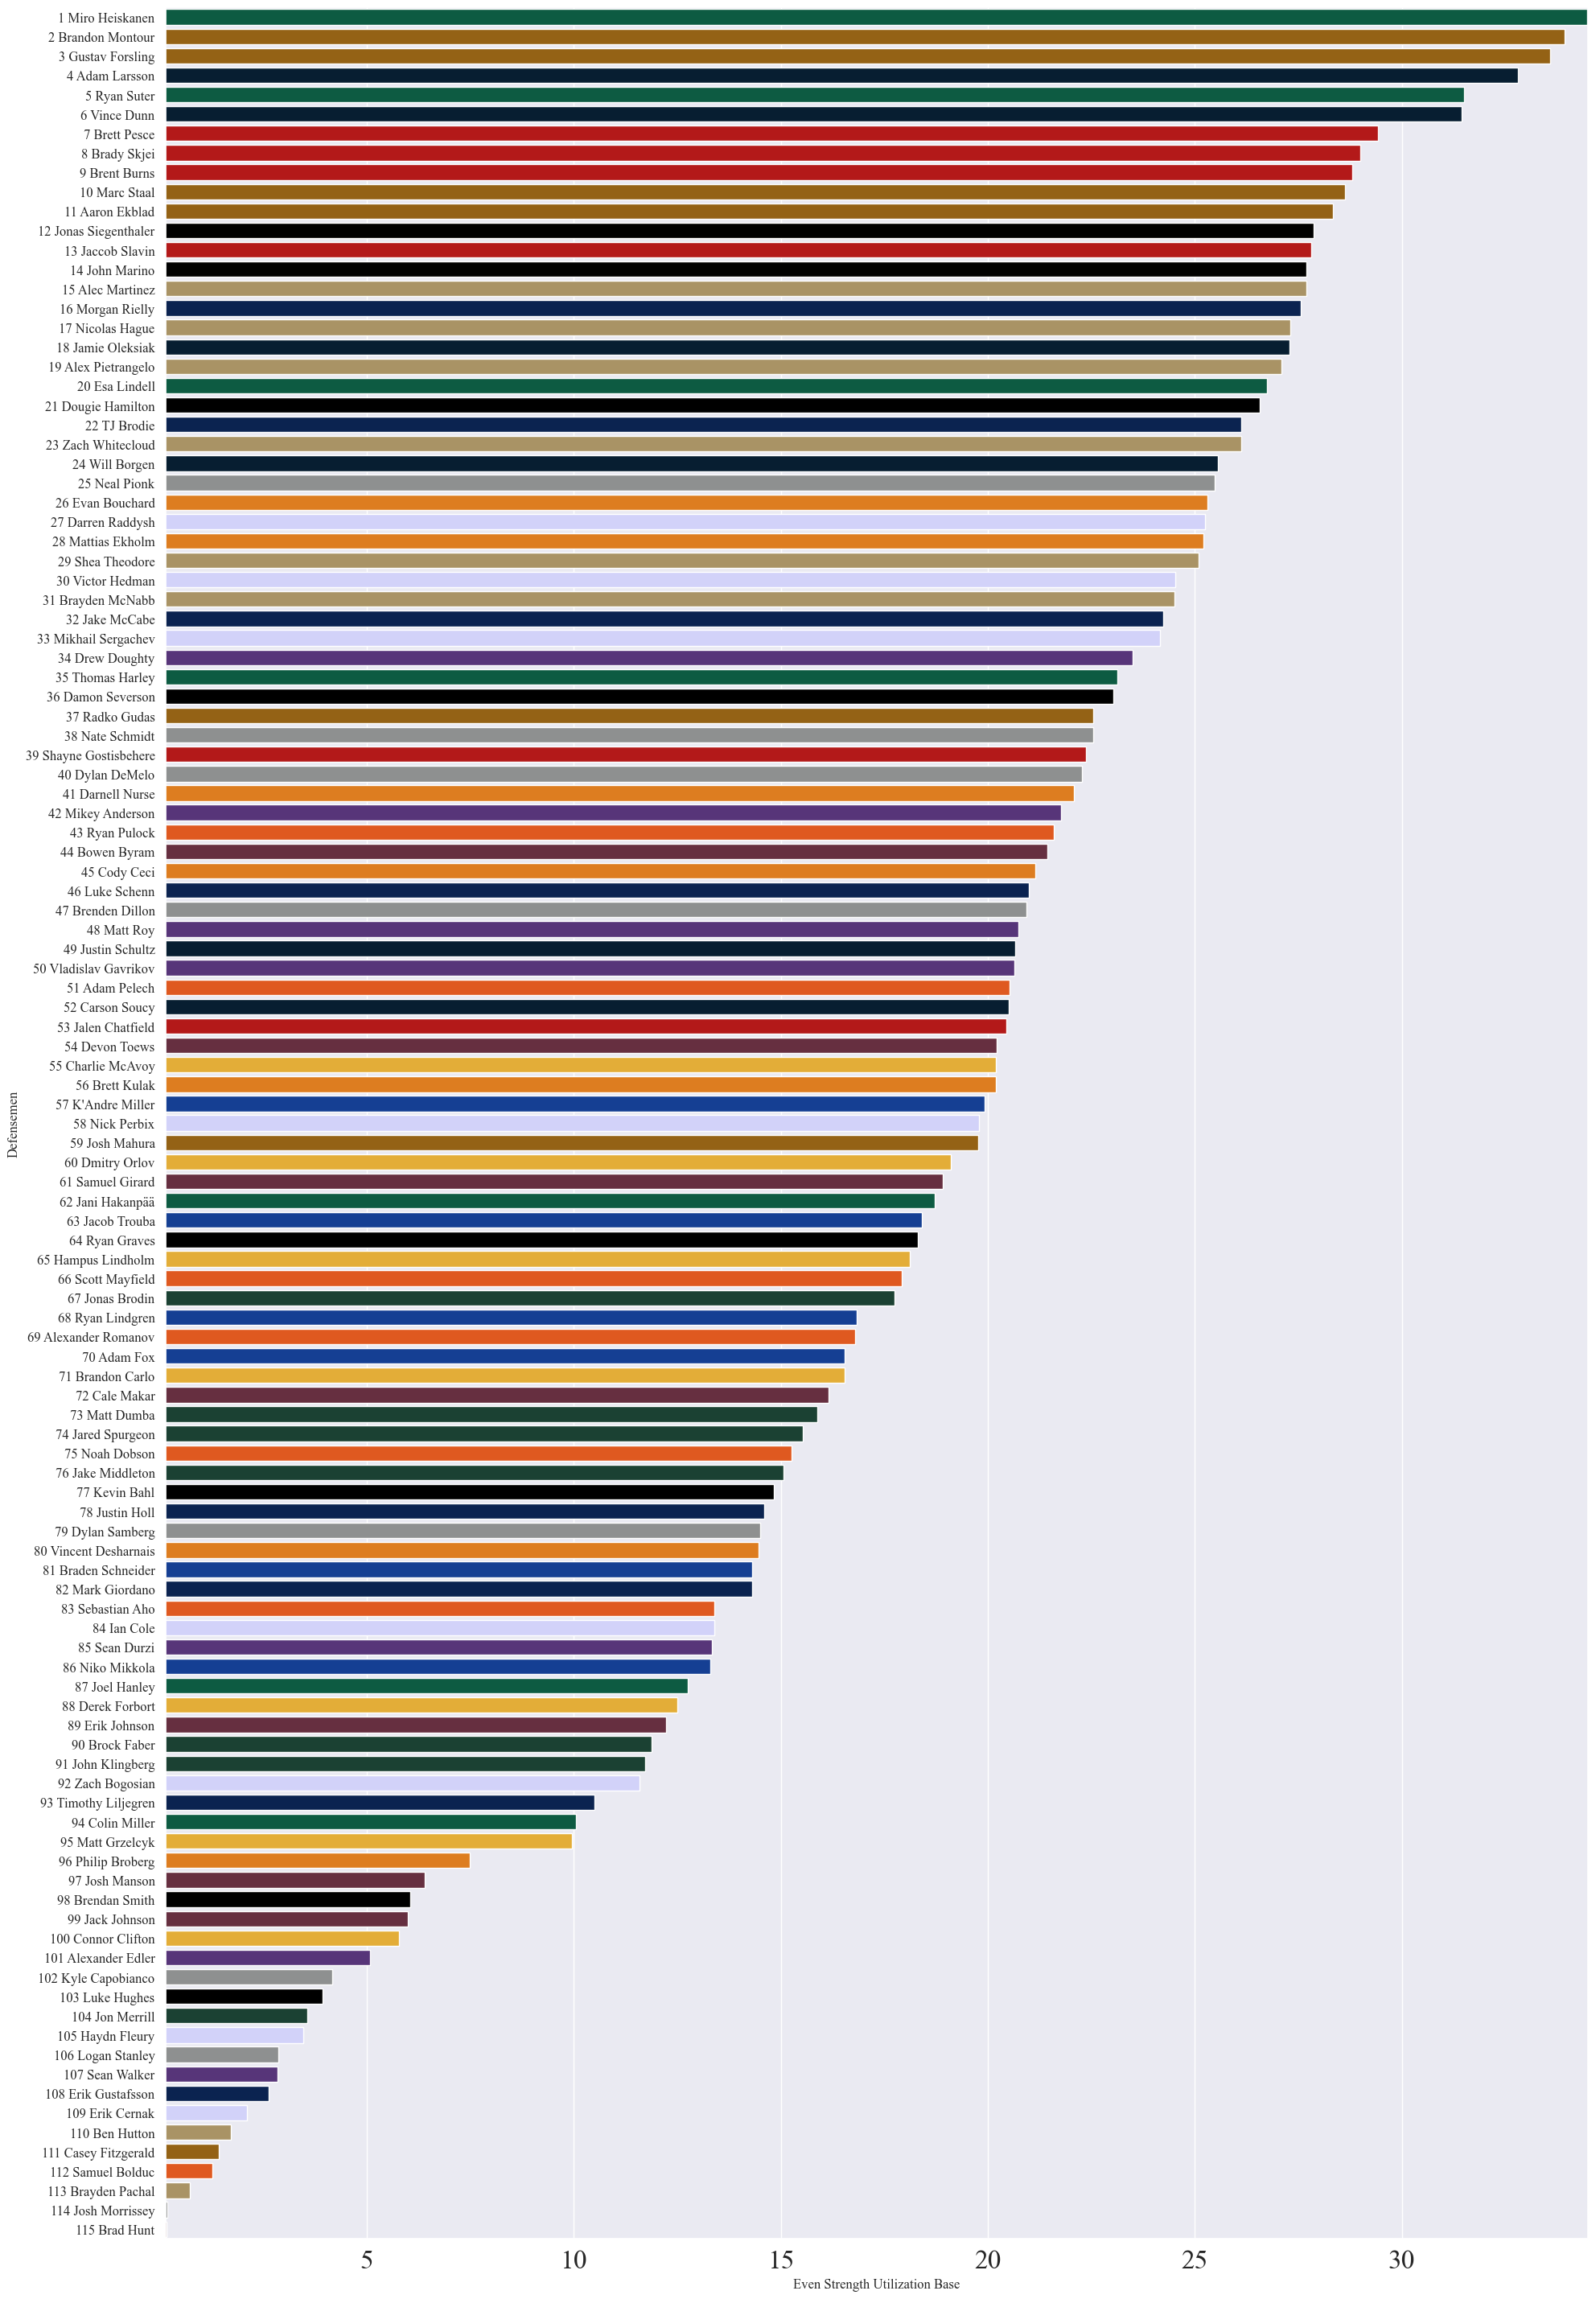 1 Miro Heiskanen
2 Brandon Montour
3 Gustav Forsling
4 Adam Larsson
5 Ryan Suter
6 Vince Dunn
7 Brett Pesce
8 Brady Skjei
9 Brent Burns
10 Marc Staal
11 Aaron Ekblad
12 Jonas Siegenthaler
13 Jaccob Slavin
14 John Marino
15 Alec Martinez
16 Morgan Rielly
17 Nicolas Hague
18 Jamie Oleksiak
19 Alex Pietrangelo
20 Esa Lindell
21 Dougie Hamilton
22 TJ Brodie
23 Zach Whitecloud
24 Will Borgen
25 Neal Pionk
26 Evan Bouchard
27 Darren Raddysh
28 Mattias Ekholm
29 Shea Theodore
30 Victor Hedman
31 Brayden McNabb
32 Jake McCabe
33 Mikhail Sergachev
34 Drew Doughty
35 Thomas Harley
36 Damon Severson
37 Radko Gudas
38 Nate Schmidt
39 Shayne Gostisbehere
40 Dylan DeMelo
41 Darnell Nurse
42 Mikey Anderson
43 Ryan Pulock
44 Bowen Byram
45 Cody Ceci
46 Luke Schenn
47 Brenden Dillon
48 Matt Roy
49 Justin Schultz
50 Vladislav Gavrikov
51 Adam Pelech
52 Carson Soucy
53 Jalen Chatfield
54 Devon Toews
55 Charlie McAvoy
56 Brett Kulak
57 K'Andre Miller
58 Nick Perbix
59 Josh Mahura
60 Dmitry Orlov
61 Samuel Girard
62 Jani Hakanpää
63 Jacob Trouba
64 Ryan Graves
65 Hampus Lindholm
66 Scott Mayfield
67 Jonas Brodin
68 Ryan Lindgren
69 Alexander Romanov
70 Adam Fox
71 Brandon Carlo
72 Cale Makar
73 Matt Dumba
74 Jared Spurgeon
75 Noah Dobson
76 Jake Middleton
77 Kevin Bahl
78 Justin Holl
79 Dylan Samberg
80 Vincent Desharnais
81 Braden Schneider
82 Mark Giordano
83 Sebastian Aho
84 Ian Cole
85 Sean Durzi
86 Niko Mikkola
87 Joel Hanley
88 Derek Forbort
89 Erik Johnson
90 Brock Faber
91 John Klingberg
92 Zach Bogosian
93 Timothy Liljegren
94 Colin Miller
95 Matt Grzelcyk
96 Philip Broberg
97 Josh Manson
98 Brendan Smith
99 Jack Johnson
100 Connor Clifton
101 Alexander Edler
102 Kyle Capobianco
103 Luke Hughes
104 Jon Merrill
105 Haydn Fleury
106 Logan Stanley
107 Sean Walker
108 Erik Gustafsson
109 Erik Cernak
110 Ben Hutton
111 Casey Fitzgerald
112 Samuel Bolduc
113 Brayden Pachal
114 Josh Morrissey
115 Brad Hunt
Defensemen
5 10 15 20 25 30
Even Strength Utilization Base